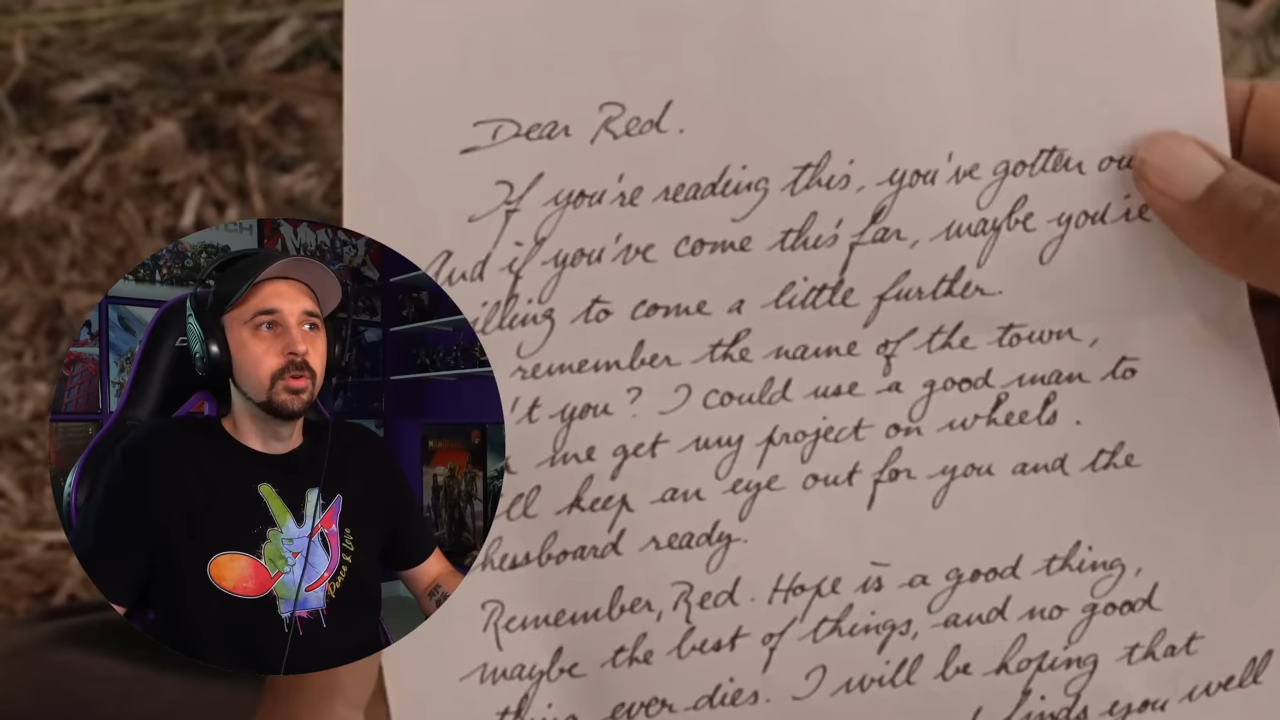 Dear Red.
If you're reading this, you've gotten
And if you've come this far, maybe you're
to come a little further.
remember the name of the town,
't you? I could use a good man to
me get my project on wheels.
keep an eye out for you and the
hessboard ready.
Remember, Red. Hope is a good thing,
maybe the best of things, and no good
ever dies. I will be hoping that
finds you well
Peace & Love